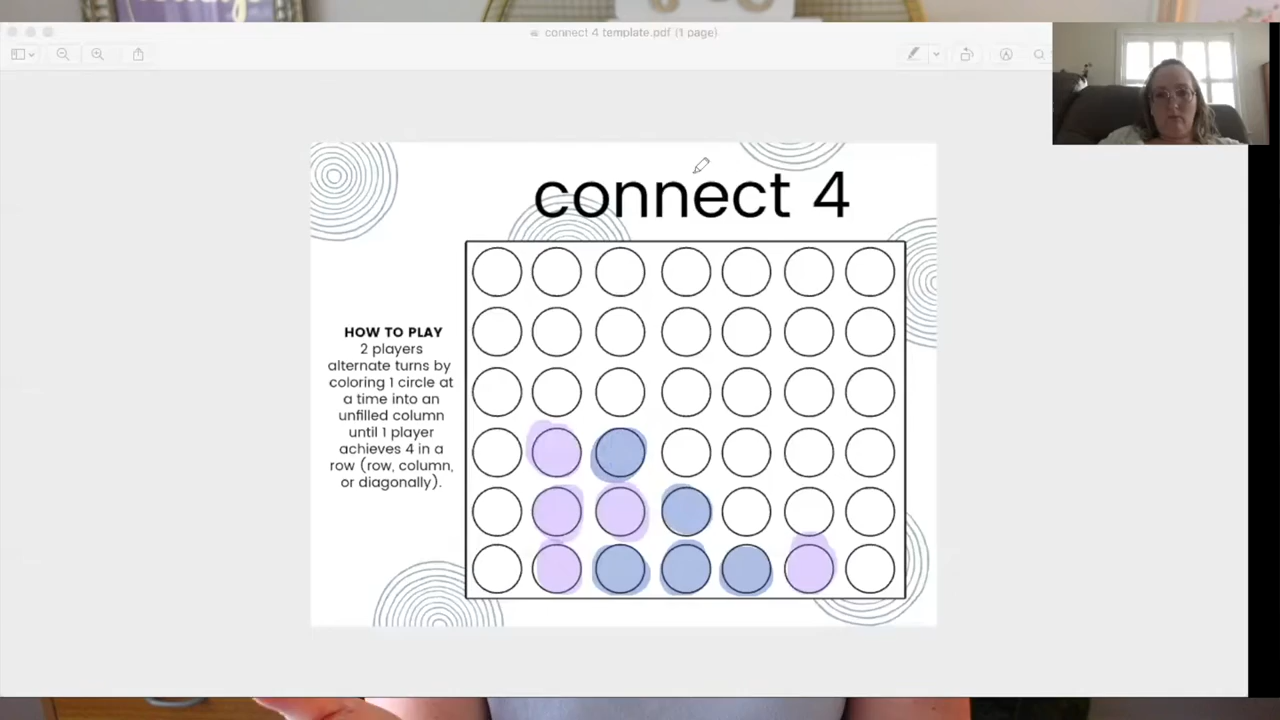 connect 4 template.pdf (1 page)
connect 4
HOW TO PLAY
2 players
alternate turns by
coloring 1 circle at
a time into an
unfilled column
until 1 player
achieves 4 in a
row (row, column,
or diagonally).